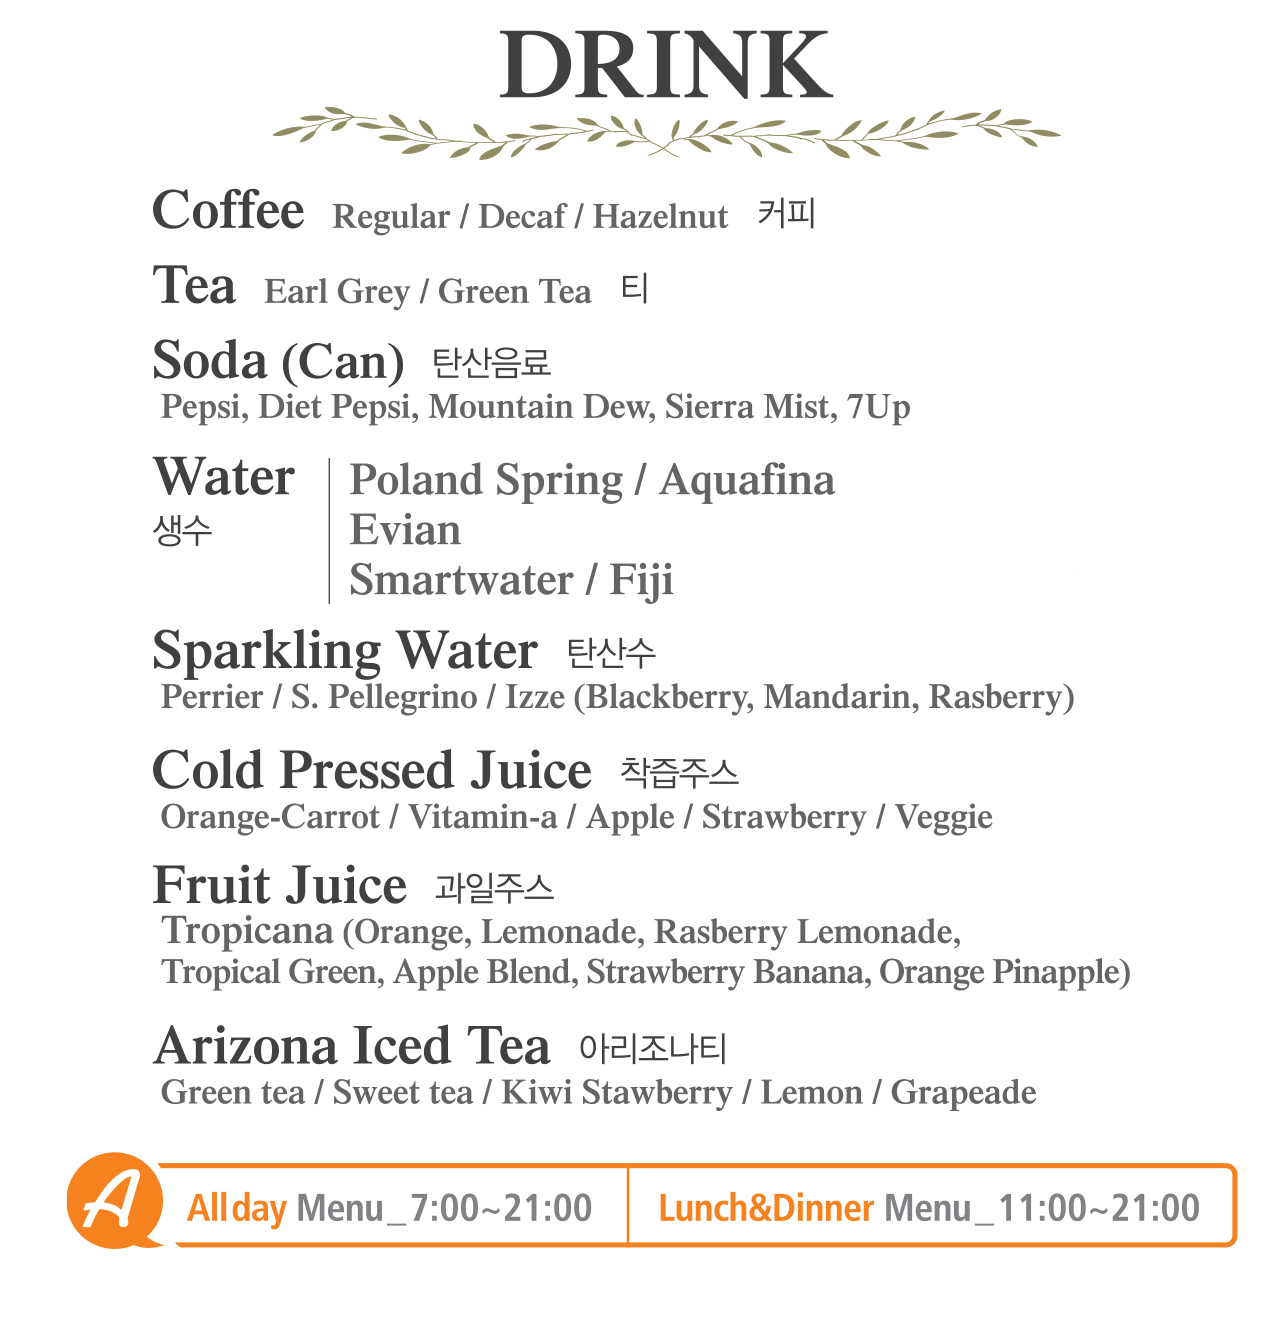 DRINK
Coffee Regular / Decaf / Hazelnut 커피
Tea Earl Grey / Green Tea 티
Soda (Can) 탄산음료
Pepsi, Diet Pepsi, Mountain Dew, Sierra Mist, 7Up
Water Poland Spring / Aquafina
생수 Evian
Smartwater / Fiji
Sparkling Water 탄산수
Perrier / S. Pellegrino / Izze (Blackberry, Mandarin, Rasberry)
Cold Pressed Juice 착즙주스
Orange-Carrot / Vitamin-a / Apple / Strawberry / Veggie
Fruit Juice 과일주스
Tropicana (Orange, Lemonade, Rasberry Lemonade,
Tropical Green, Apple Blend, Strawberry Banana, Orange Pinapple)
Arizona Iced Tea 아리조나티
Green tea / Sweet tea / Kiwi Stawberry / Lemon / Grapeade
A All day Menu_7:00~21:00 Lunch&Dinner Menu_11:00~21:00